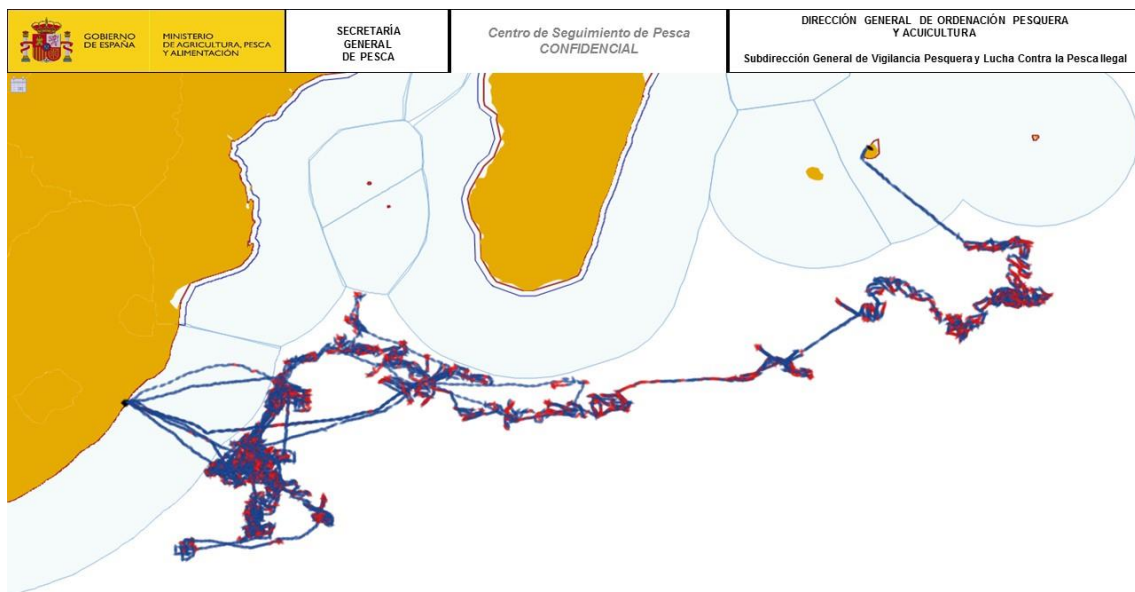 GOBIERNO
DE ESPAÑA
MINISTERIO
DE AGRICULTURA, PESCA
Y ALIMENTACIÓN
SECRETARÍA
GENERAL
DE PESCA
Centro de Seguimiento de Pesca
CONFIDENCIAL
DIRECCIÓN GENERAL DE ORDENACIÓN PESQUERA
Y ACUICULTURA
Subdirección General de Vigilancia Pesquera y Lucha Contra la Pesca Ilegal